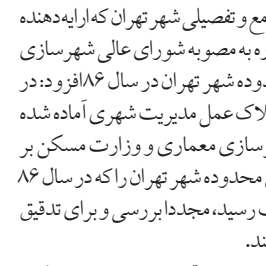 مع و تفصیلی شهر تهران که ارایه‌دهنده
ره به مصوبه شورای عالی شهرسازی
دوده شهر تهران در سال ۸۶ افزود: در
لاک عمل مدیریت شهری آماده شده
سازی معماری و وزارت مسکن بر
محدوده شهر تهران را که در سال ۸۶
رسید، مجددا بررسی و برای تدقیق
ند.